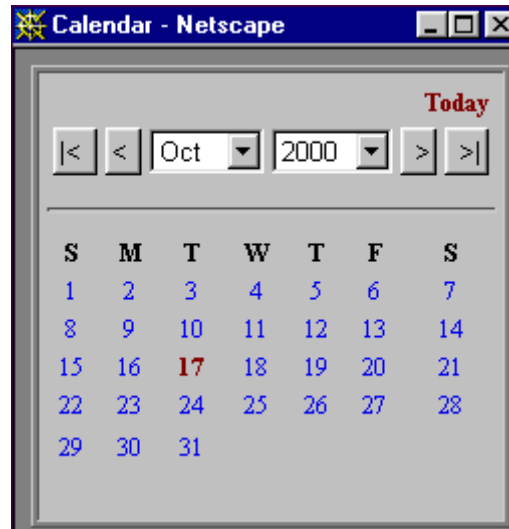 Calendar - Netscape
Today
|< < Oct 2000 > >|
S M T W T F S
1 2 3 4 5 6 7
8 9 10 11 12 13 14
15 16 17 18 19 20 21
22 23 24 25 26 27 28
29 30 31